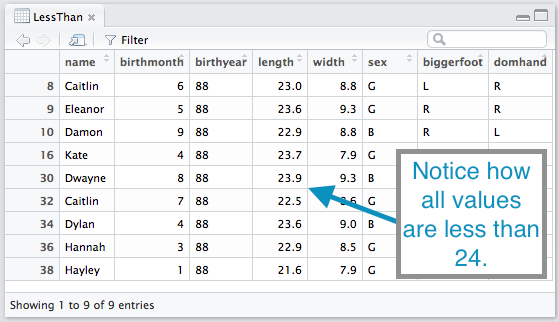 LessThan ×
Filter
name birthmonth birthyear length width sex biggerfoot domhand
8 Caitlin 6 88 23.0 8.8 G L R
9 Eleanor 5 88 23.6 9.3 G R R
10 Damon 9 88 22.9 8.8 B R L
16 Kate 4 88 23.7 7.9 G
30 Dwayne 8 88 23.9 9.3 B
32 Caitlin 7 88 22.5 8.6 G
34 Dylan 4 88 23.6 9.0 B
36 Hannah 3 88 22.9 8.5 G
38 Hayley 1 88 21.6 7.9 G
Notice how
all values
are less than
24.
Showing 1 to 9 of 9 entries